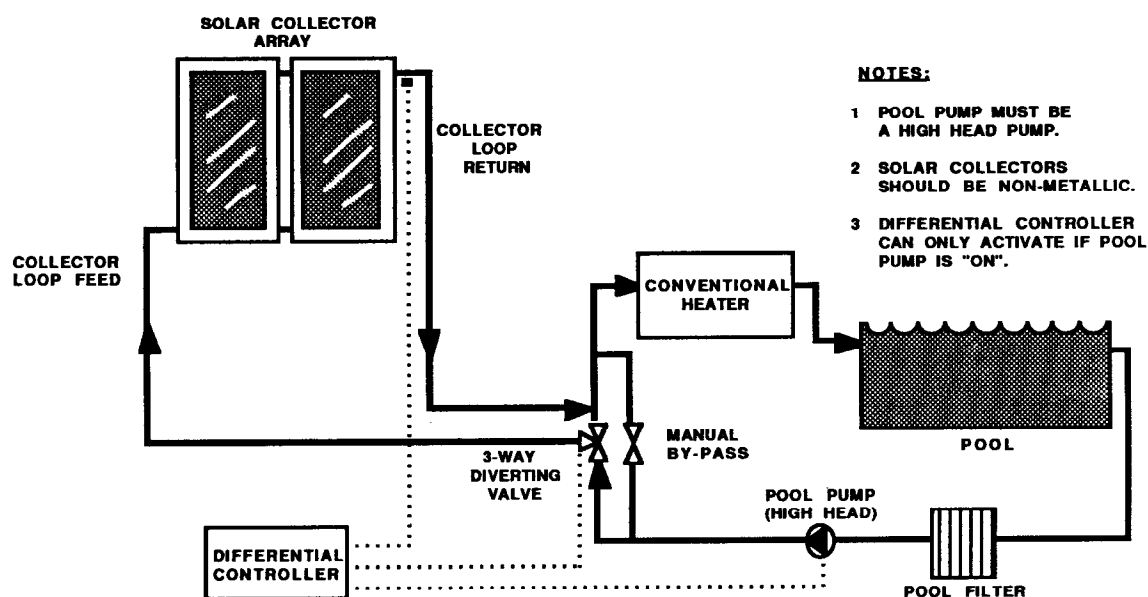 SOLAR COLLECTOR
ARRAY
NOTES:
1 POOL PUMP MUST BE
A HIGH HEAD PUMP.
2 SOLAR COLLECTORS
SHOULD BE NON-METALLIC.
3 DIFFERENTIAL CONTROLLER
CAN ONLY ACTIVATE IF POOL
PUMP IS "ON".
COLLECTOR
LOOP
RETURN
COLLECTOR
LOOP FEED
CONVENTIONAL
HEATER
POOL
3-WAY
DIVERTING
VALVE
MANUAL
BY-PASS
POOL PUMP
(HIGH HEAD)
DIFFERENTIAL
CONTROLLER
POOL FILTER